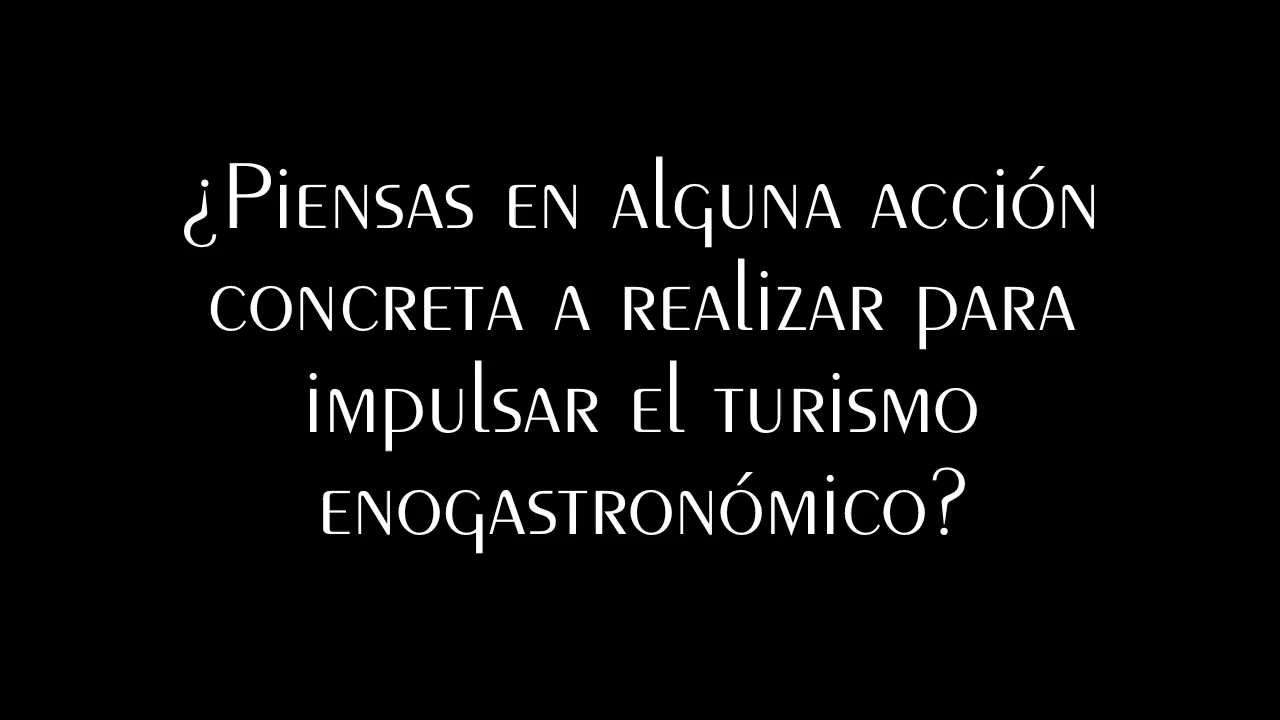 ¿Piensas en alguna acción
concreta a realizar para
impulsar el turismo
enogastronómico?